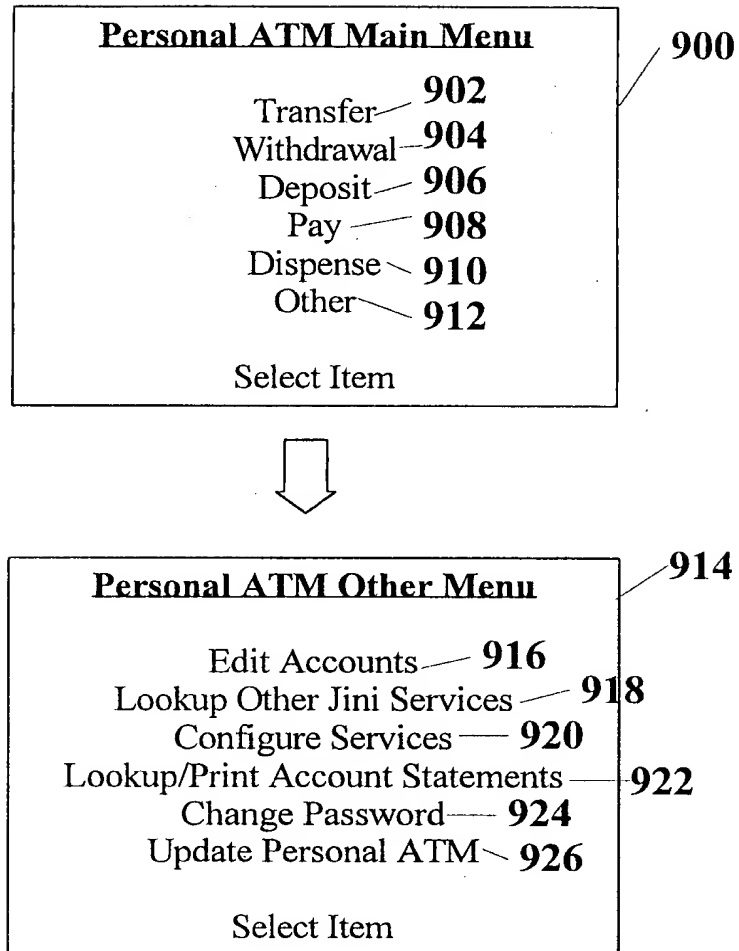 Personal ATM Main Menu
900
Transfer 902
Withdrawal 904
Deposit 906
Pay 908
Dispense 910
Other 912
Select Item
914
Personal ATM Other Menu
Edit Accounts 916
Lookup Other Jini Services 918
Configure Services 920
Lookup/Print Account Statements 922
Change Password 924
Update Personal ATM 926
Select Item